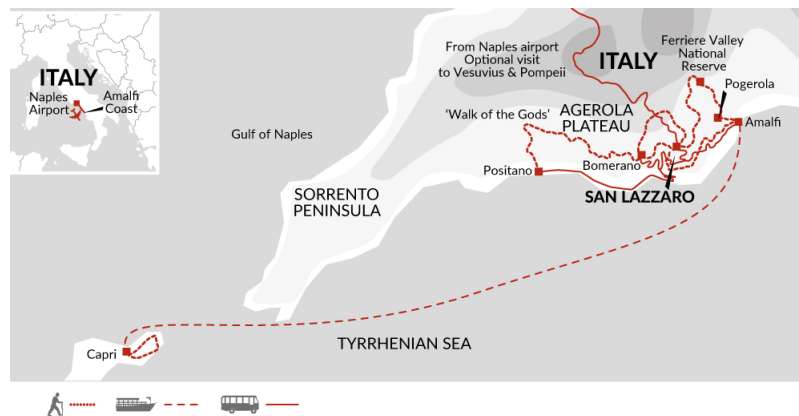 ITALY
Naples
Airport
Amalfi
Coast
From Naples airport
Optional visit
to Vesuvius & Pompeii
ITALY
Ferriere Valley
National
Reserve
Pogerola
Gulf of Naples
'Walk of the Gods'
AGEROLA
PLATEAU
Amalfi
Positano
Bomerano
SAN LAZZARO
SORRENTO
PENINSULA
TYRRHENIAN SEA
Capri